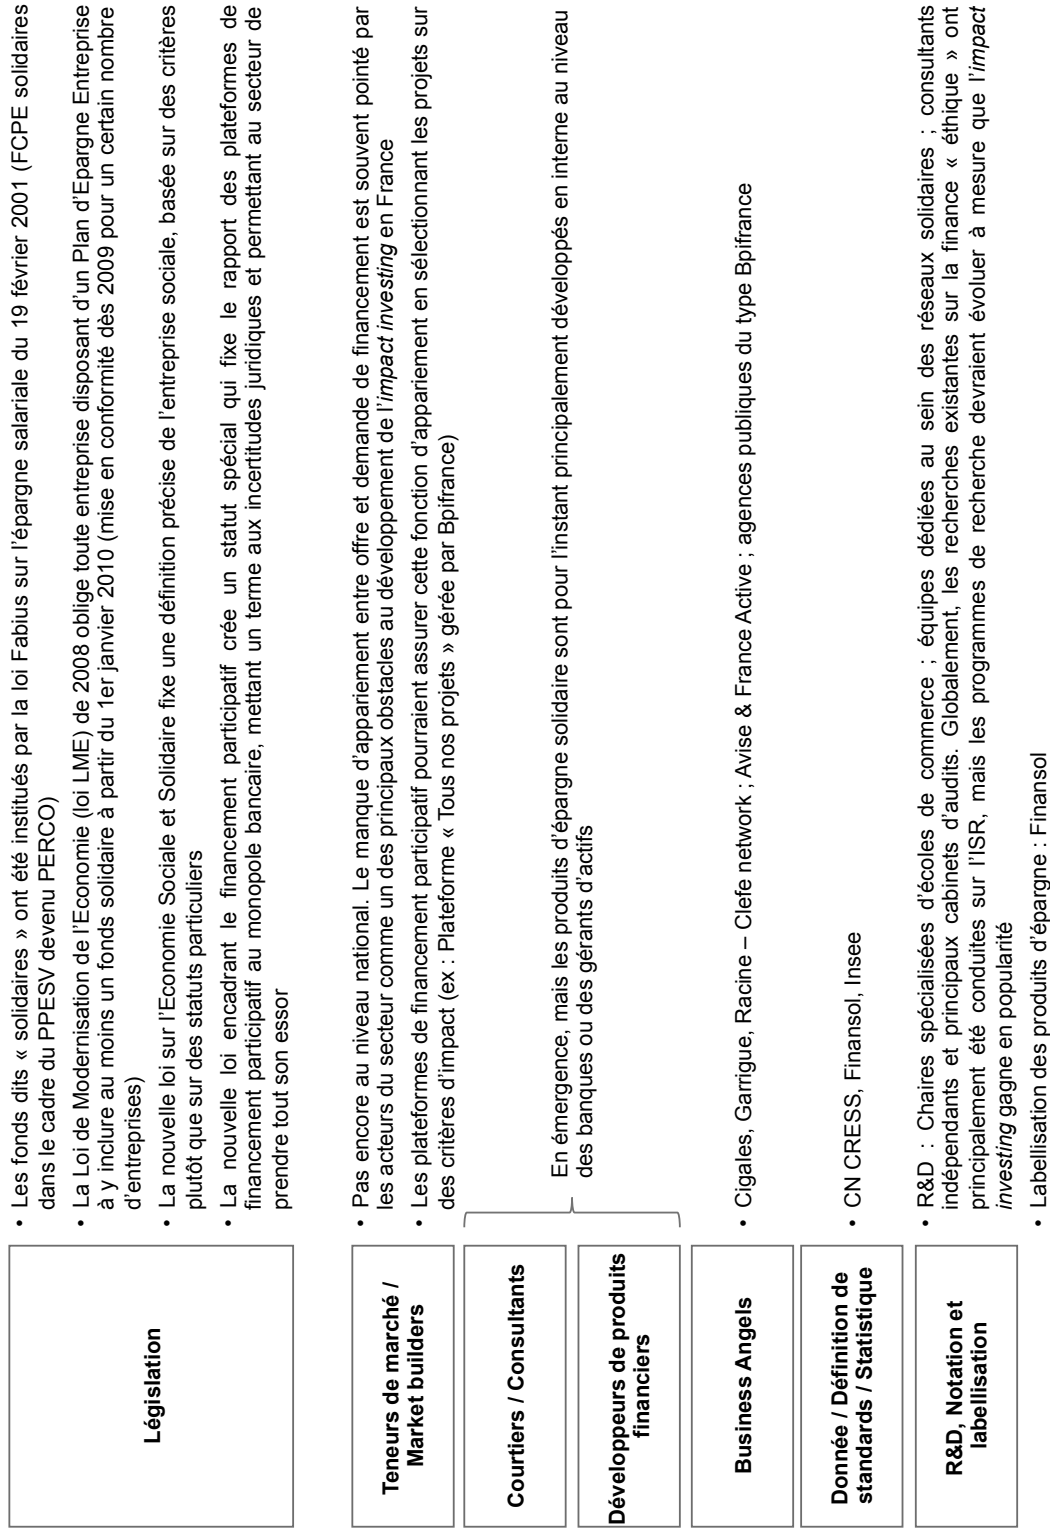 Législation
• Les fonds dits « solidaires » ont été institués par la loi Fabius sur l’épargne salariale du 19 février 2001 (FCPE solidaires
dans le cadre du PPESV devenu PERCO)
• La Loi de Modernisation de l’Economie (loi LME) de 2008 oblige toute entreprise disposant d’un Plan d’Epargne Entreprise
à y inclure au moins un fonds solidaire à partir du 1er janvier 2010 (mise en conformité dès 2009 pour un certain nombre
d’entreprises)
• La nouvelle loi sur l’Economie Sociale et Solidaire fixe une définition précise de l’entreprise sociale, basée sur des critères
plutôt que sur des statuts particuliers
• La nouvelle loi encadrant le financement participatif crée un statut spécial qui fixe le rapport des plateformes de
financement participatif au monopole bancaire, mettant un terme aux incertitudes juridiques et permettant au secteur de
prendre tout son essor
Teneurs de marché /
Market builders
• Pas encore au niveau national. Le manque d’appariement entre offre et demande de financement est souvent pointé par
les acteurs du secteur comme un des principaux obstacles au développement de l’impact investing en France
• Les plateformes de financement participatif pourraient assurer cette fonction d’appariement en sélectionnant les projets sur
des critères d’impact (ex : Plateforme « Tous nos projets » gérée par Bpifrance)
Courtiers / Consultants
Développeurs de produits
financiers
En émergence, mais les produits d’épargne solidaire sont pour l’instant principalement développés en interne au niveau
des banques ou des gérants d’actifs
Business Angels
• Cigales, Garrigue, Racine – Clefe network ; Avise & France Active ; agences publiques du type Bpifrance
Donnée / Définition de
standards / Statistique
• CN CRESS, Finansol, Insee
R&D, Notation et
labellisation
• R&D : Chaires spécialisées d’écoles de commerce ; équipes dédiées au sein des réseaux solidaires ; consultants
indépendants et principaux cabinets d’audits. Globalement, les recherches existantes sur la finance « éthique » ont
principalement été conduites sur l’ISR, mais les programmes de recherche devraient évoluer à mesure que l’impact
investing gagne en popularité
• Labellisation des produits d’épargne : Finansol